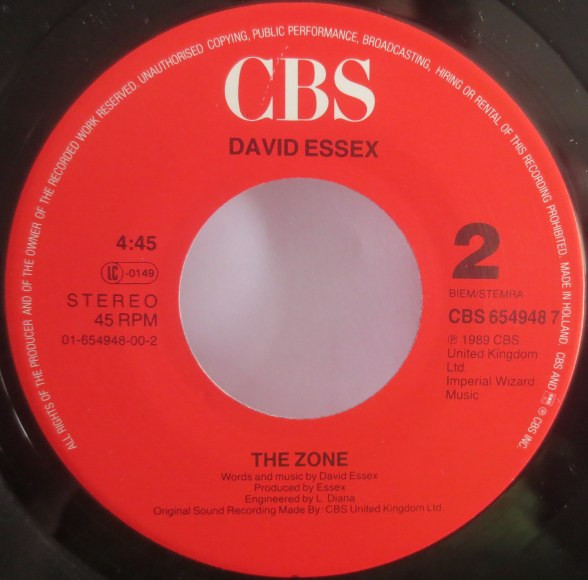 ALL RIGHTS OF THE PRODUCER AND OF THE OWNER OF THE RECORDED WORK RESERVED. UNAUTHORISED COPYING, PUBLIC PERFORMANCE, BROADCASTING, HIRING OR RENTAL OF THIS RECORDING PROHIBITED. MADE IN HOLLAND. CBS AND ℗ CBS INC.
CBS
DAVID ESSEX
4:45
LC -0149
STEREO
45 RPM
01-654948-00-2
2
BIEM/STEMRA
CBS 654948 7
℗ 1989 CBS
United Kingdom
Ltd.
Imperial Wizard
Music
THE ZONE
Words and music by David Essex
Produced by Essex
Engineered by L. Diana
Original Sound Recording Made By: CBS United Kingdom Ltd.